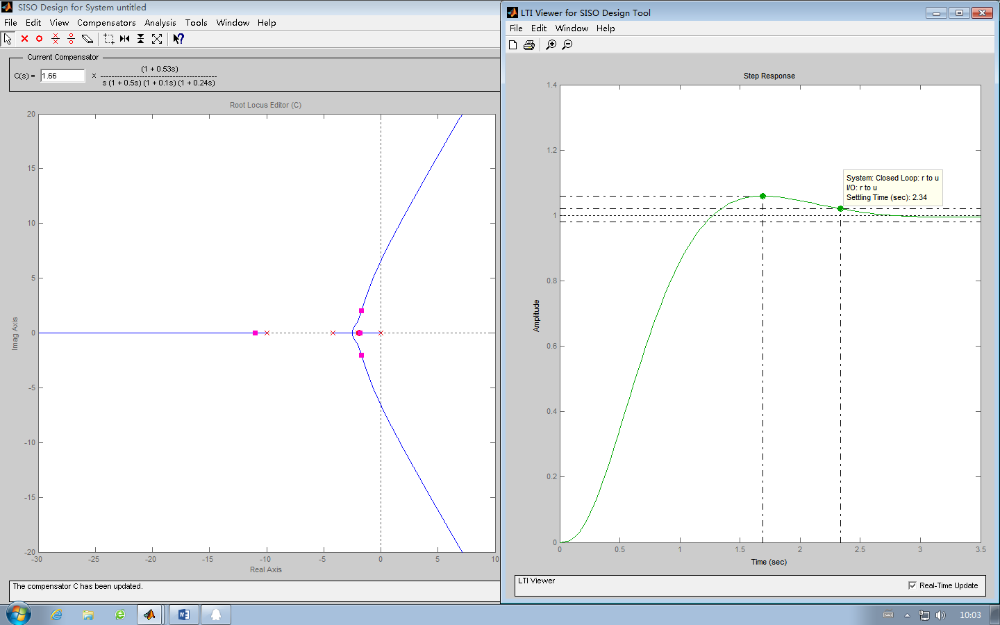 SISO Design for System untitled
File Edit View Compensators Analysis Tools Window Help
Current Compensator
C(s) = 1.66 x (1 + 0.53s)
s (1 + 0.5s) (1 + 0.1s) (1 + 0.24s)
Root Locus Editor (C)
20
15
10
5
0
-5
-10
-15
-20
Imag Axis
-30 -25 -20 -15 -10 -5 0 5 10
Real Axis
The compensator C has been updated.
LTI Viewer for SISO Design Tool
File Edit Window Help
Step Response
1.4
1.2
1
0.8
0.6
0.4
0.2
0
Amplitude
System: Closed Loop: r to u
I/O: r to u
Settling Time (sec): 2.34
0 0.5 1 1.5 2 2.5 3 3.5
Time (sec)
LTI Viewer
Real-Time Update
10:03